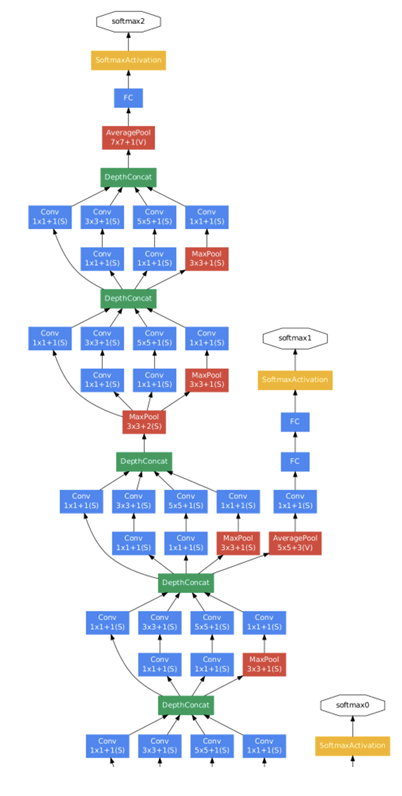 softmax2
SoftmaxActivation
FC
AveragePool
7x7+1(V)
DepthConcat
Conv
1x1+1(S)
Conv
3x3+1(S)
Conv
5x5+1(S)
Conv
1x1+1(S)
Conv
1x1+1(S)
Conv
1x1+1(S)
MaxPool
3x3+1(S)
DepthConcat
Conv
1x1+1(S)
Conv
3x3+1(S)
Conv
5x5+1(S)
Conv
1x1+1(S)
softmax1
Conv
1x1+1(S)
Conv
1x1+1(S)
MaxPool
3x3+1(S)
SoftmaxActivation
MaxPool
3x3+2(S)
FC
DepthConcat
FC
Conv
1x1+1(S)
Conv
3x3+1(S)
Conv
5x5+1(S)
Conv
1x1+1(S)
Conv
1x1+1(S)
Conv
1x1+1(S)
Conv
1x1+1(S)
MaxPool
3x3+1(S)
AveragePool
5x5+3(V)
DepthConcat
Conv
1x1+1(S)
Conv
3x3+1(S)
Conv
5x5+1(S)
Conv
1x1+1(S)
Conv
1x1+1(S)
Conv
1x1+1(S)
MaxPool
3x3+1(S)
DepthConcat
softmax0
Conv
1x1+1(S)
Conv
3x3+1(S)
Conv
5x5+1(S)
Conv
1x1+1(S)
SoftmaxActivation